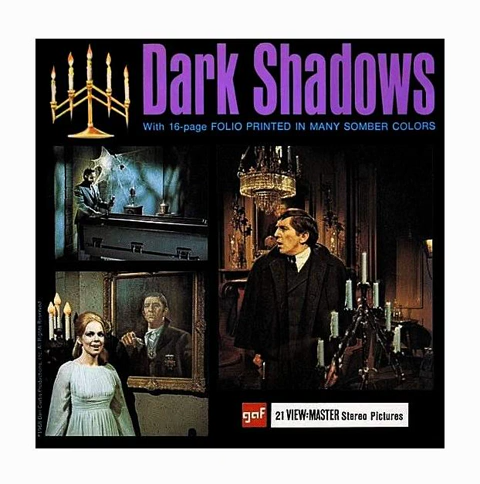 Dark Shadows
With 16-page FOLIO PRINTED IN MANY SOMBER COLORS
gaf
21 VIEW-MASTER Stereo Pictures